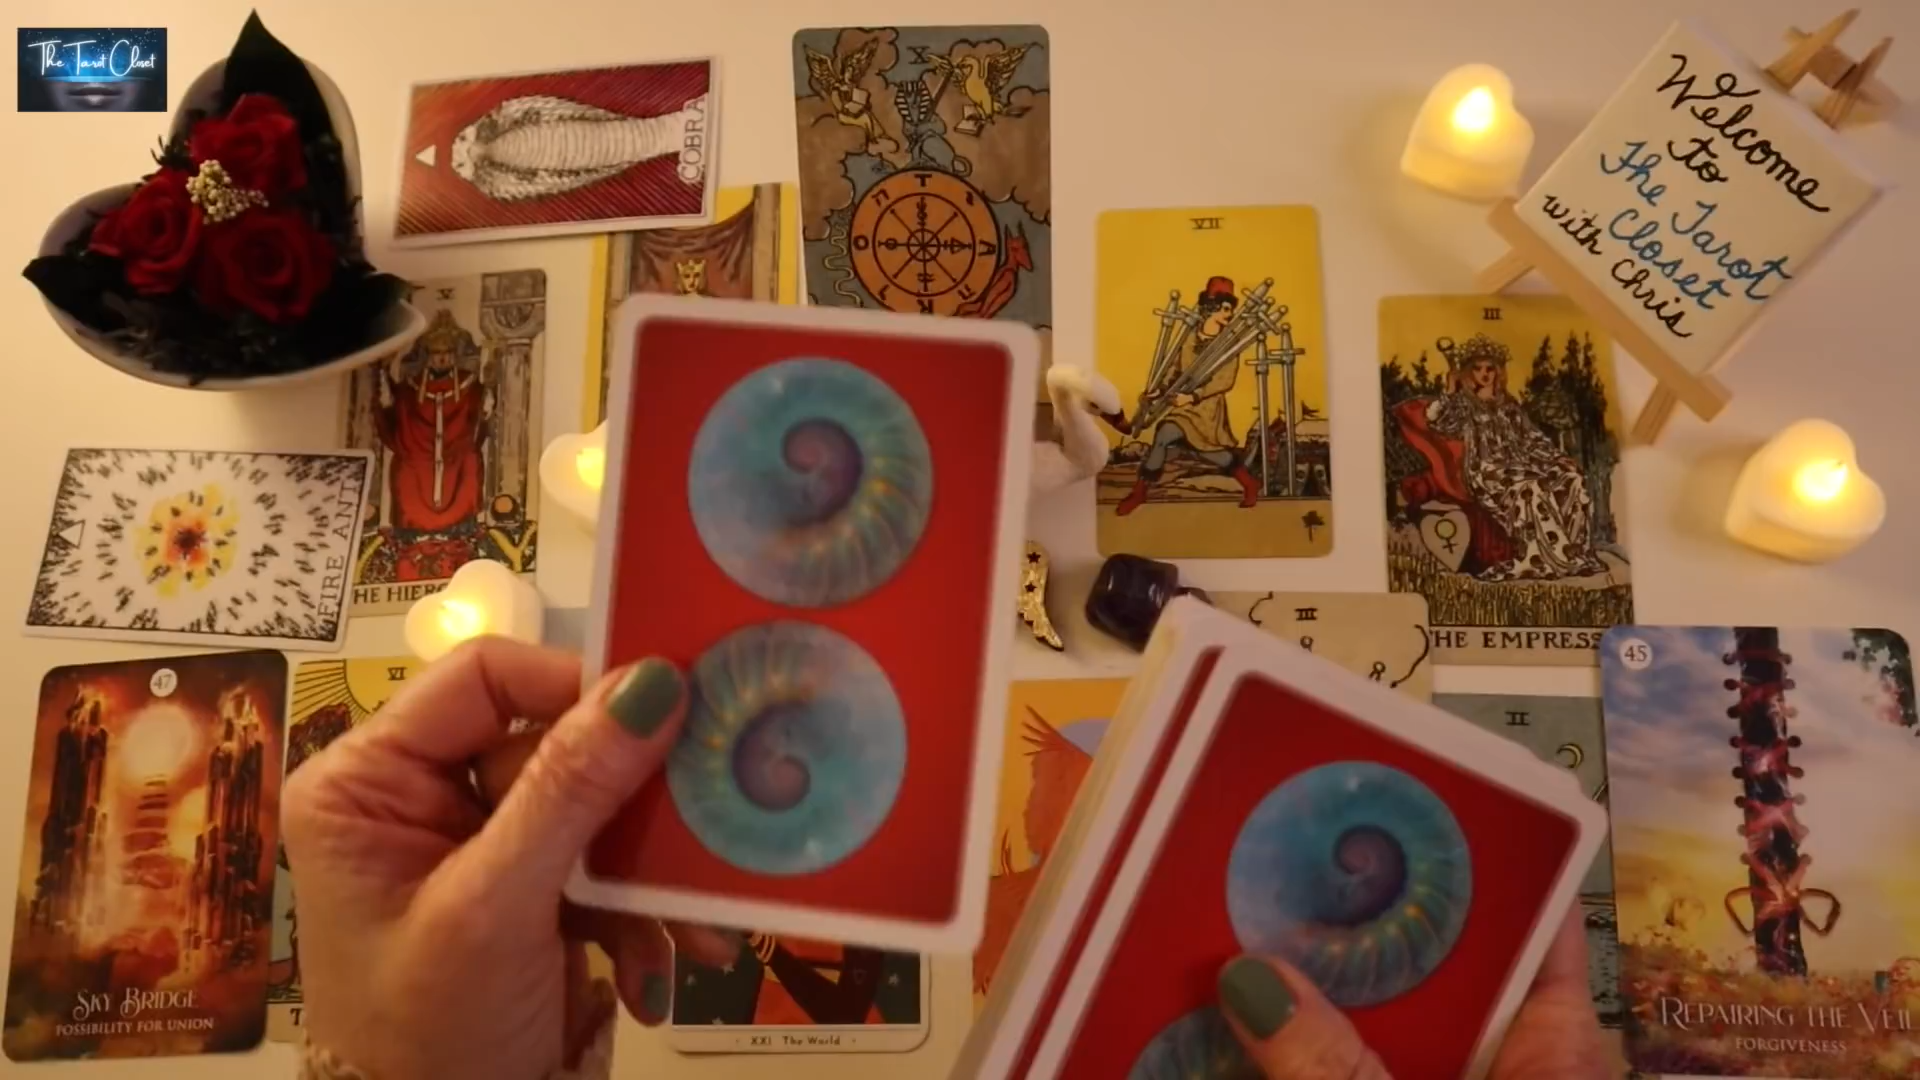 The Tarot Closet
COBRA
X
VII
Welcome
to
The Tarot
Closet
with Chris
III
V
FIRE ANT
THE EMPRESS
III
VI
II
47
45
SKY BRIDGE
POSSIBILITY FOR UNION
XXI The World
REPAIRING THE VEIL
FORGIVENESS